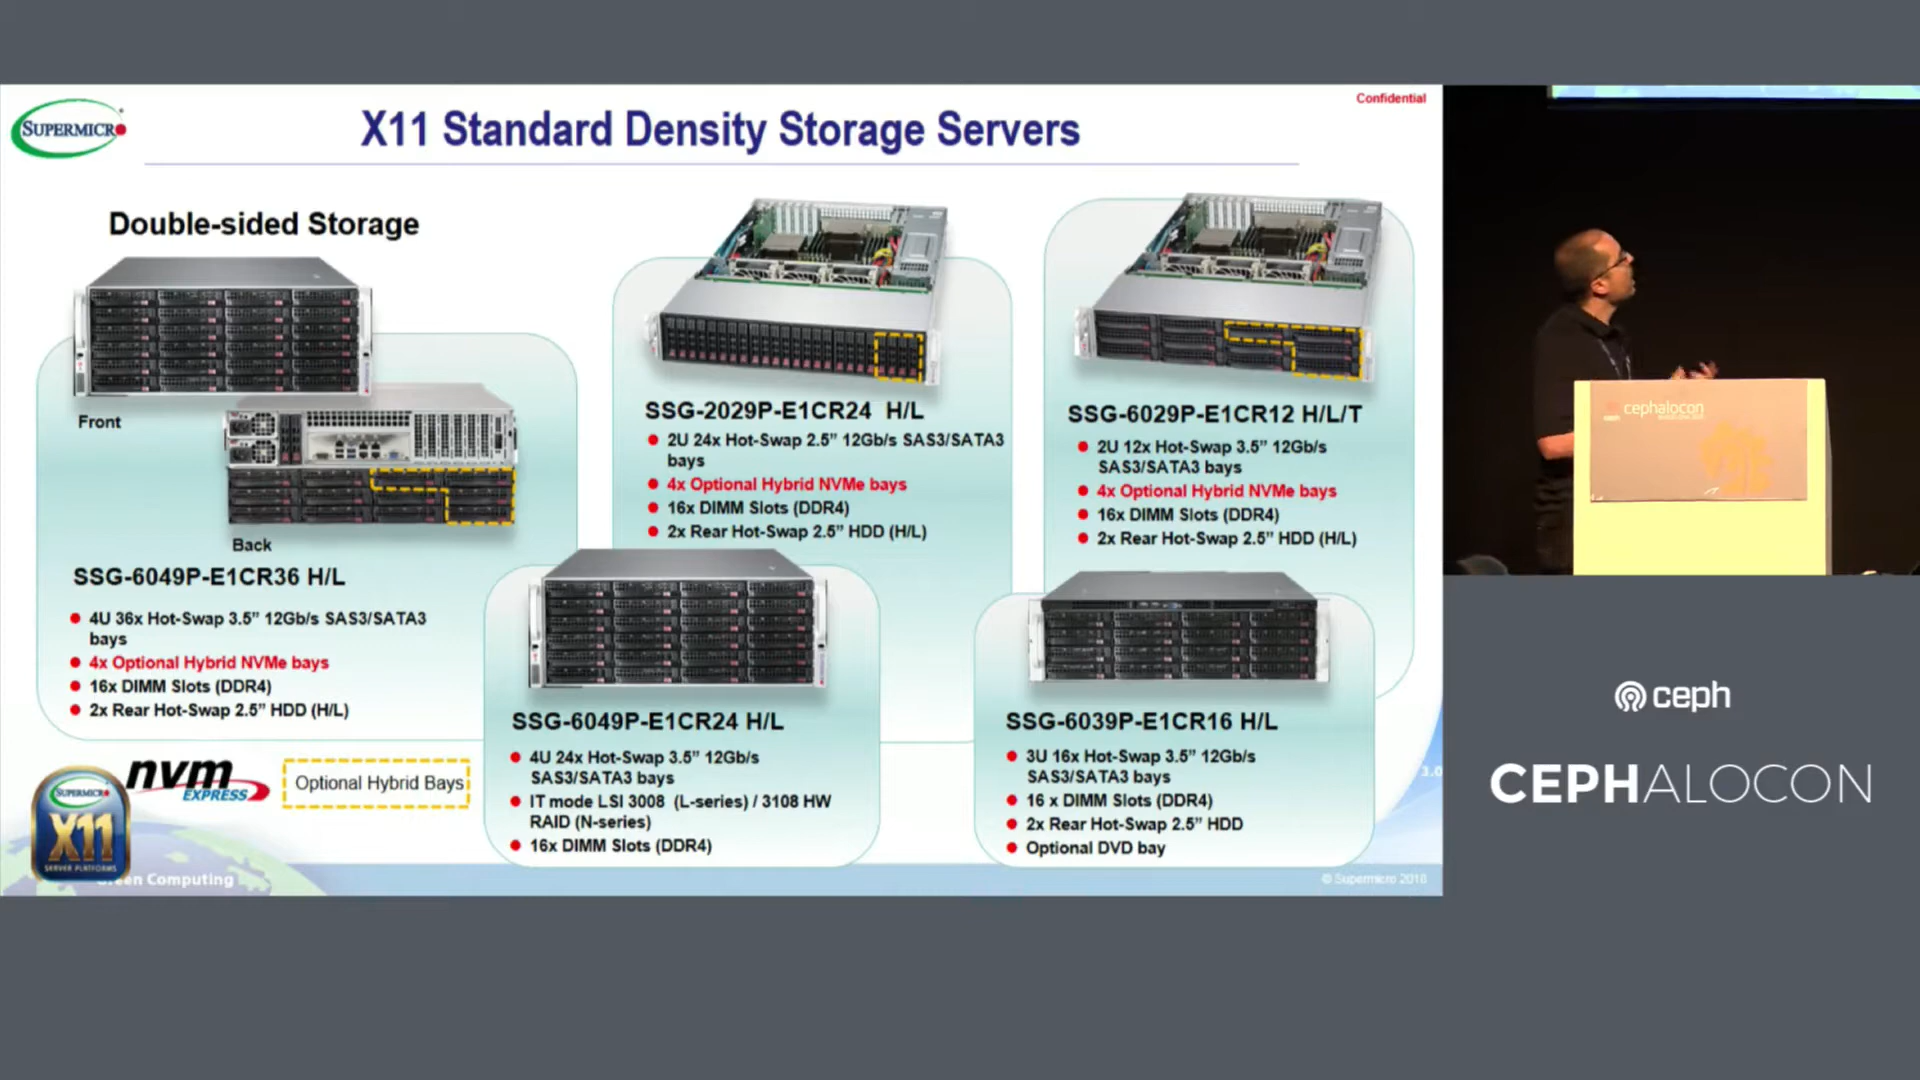 Confidential
SUPERMICRO
X11 Standard Density Storage Servers
Double-sided Storage
Front
Back
SSG-6049P-E1CR36 H/L
4U 36x Hot-Swap 3.5” 12Gb/s SAS3/SATA3
bays
4x Optional Hybrid NVMe bays
16x DIMM Slots (DDR4)
2x Rear Hot-Swap 2.5” HDD (H/L)
SSG-2029P-E1CR24 H/L
2U 24x Hot-Swap 2.5” 12Gb/s SAS3/SATA3
bays
4x Optional Hybrid NVMe bays
16x DIMM Slots (DDR4)
2x Rear Hot-Swap 2.5” HDD (H/L)
SSG-6029P-E1CR12 H/L/T
2U 12x Hot-Swap 3.5” 12Gb/s
SAS3/SATA3 bays
4x Optional Hybrid NVMe bays
16x DIMM Slots (DDR4)
2x Rear Hot-Swap 2.5” HDD (H/L)
SSG-6049P-E1CR24 H/L
4U 24x Hot-Swap 3.5” 12Gb/s
SAS3/SATA3 bays
IT mode LSI 3008 (L-series) / 3108 HW
RAID (N-series)
16x DIMM Slots (DDR4)
SSG-6039P-E1CR16 H/L
3U 16x Hot-Swap 3.5” 12Gb/s
SAS3/SATA3 bays
16 x DIMM Slots (DDR4)
2x Rear Hot-Swap 2.5” HDD
Optional DVD bay
nvm
EXPRESS
Optional Hybrid Bays
SUPERMICRO
X11
SERVER PLATFORMS
Green Computing
3.0
© Supermicro 2018
cephalocon
ceph
CEPHALOCON